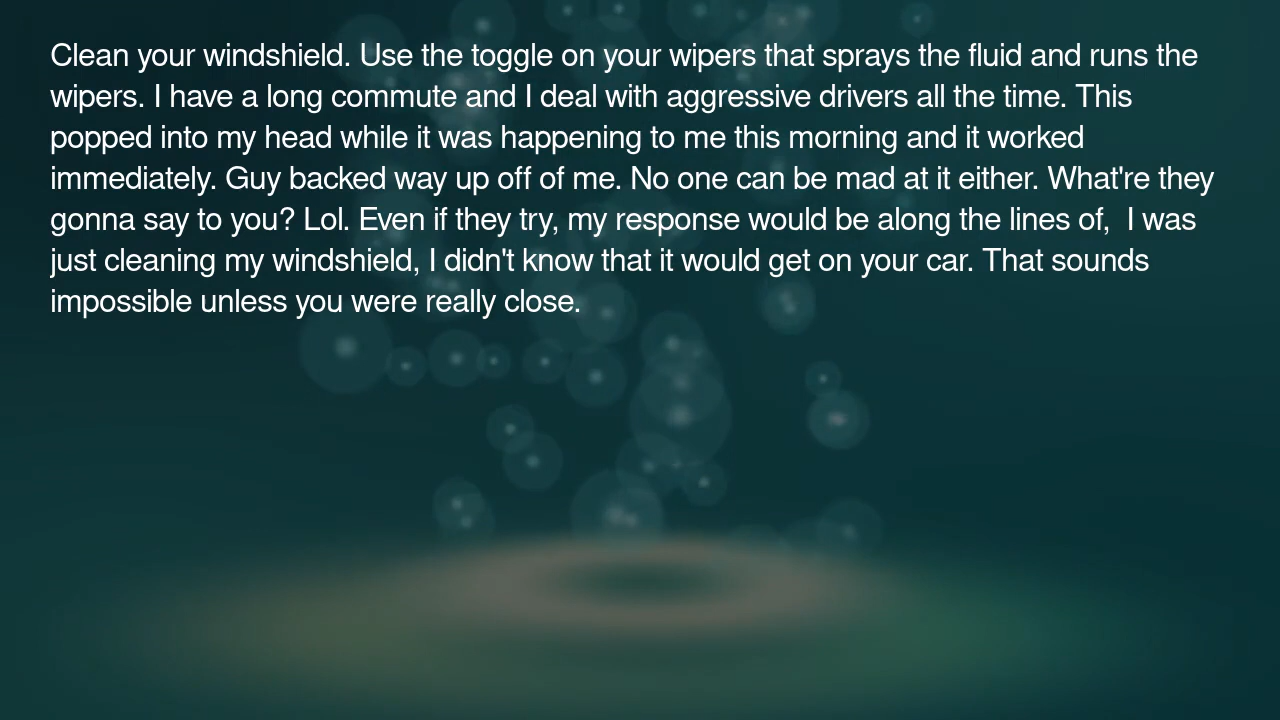 Clean your windshield. Use the toggle on your wipers that sprays the fluid and runs the
wipers. I have a long commute and I deal with aggressive drivers all the time. This
popped into my head while it was happening to me this morning and it worked
immediately. Guy backed way up off of me. No one can be mad at it either. What're they
gonna say to you? Lol. Even if they try, my response would be along the lines of,  I was
just cleaning my windshield, I didn't know that it would get on your car. That sounds
impossible unless you were really close.